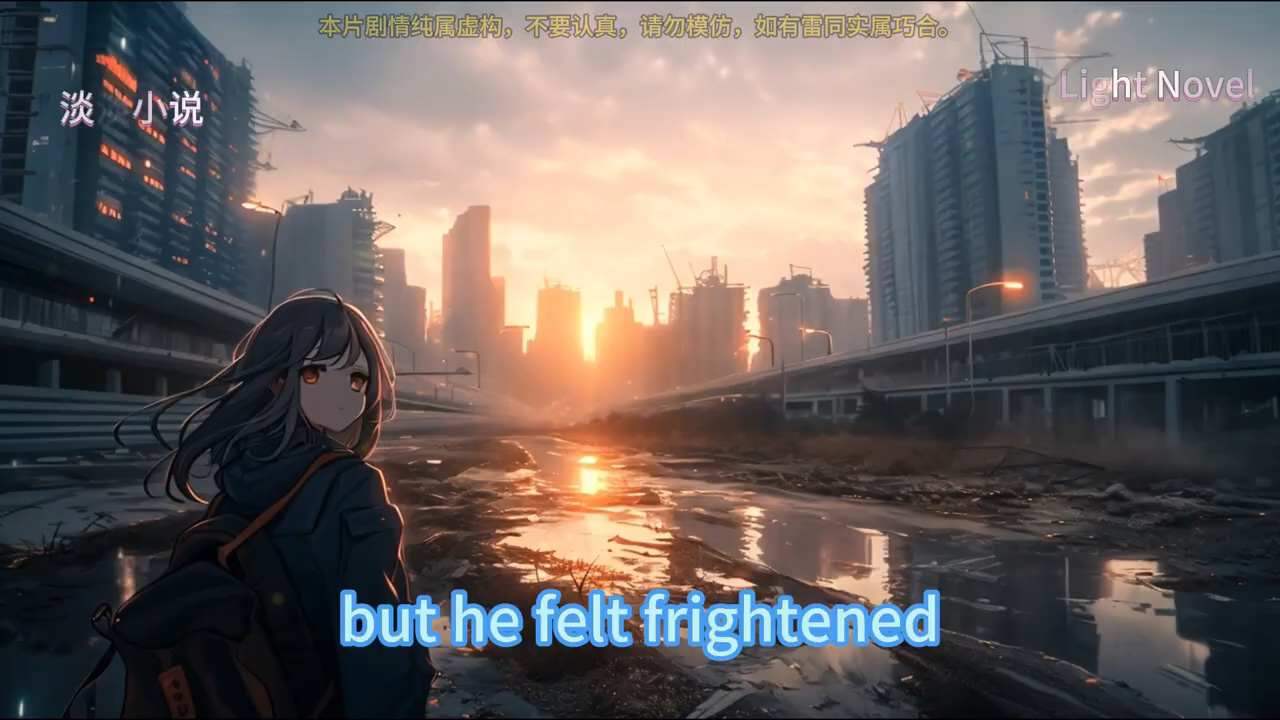 本片剧情纯属虚构，不要认真，请勿模仿，如有雷同实属巧合。
淡 小说
Light Novel
but he felt frightened